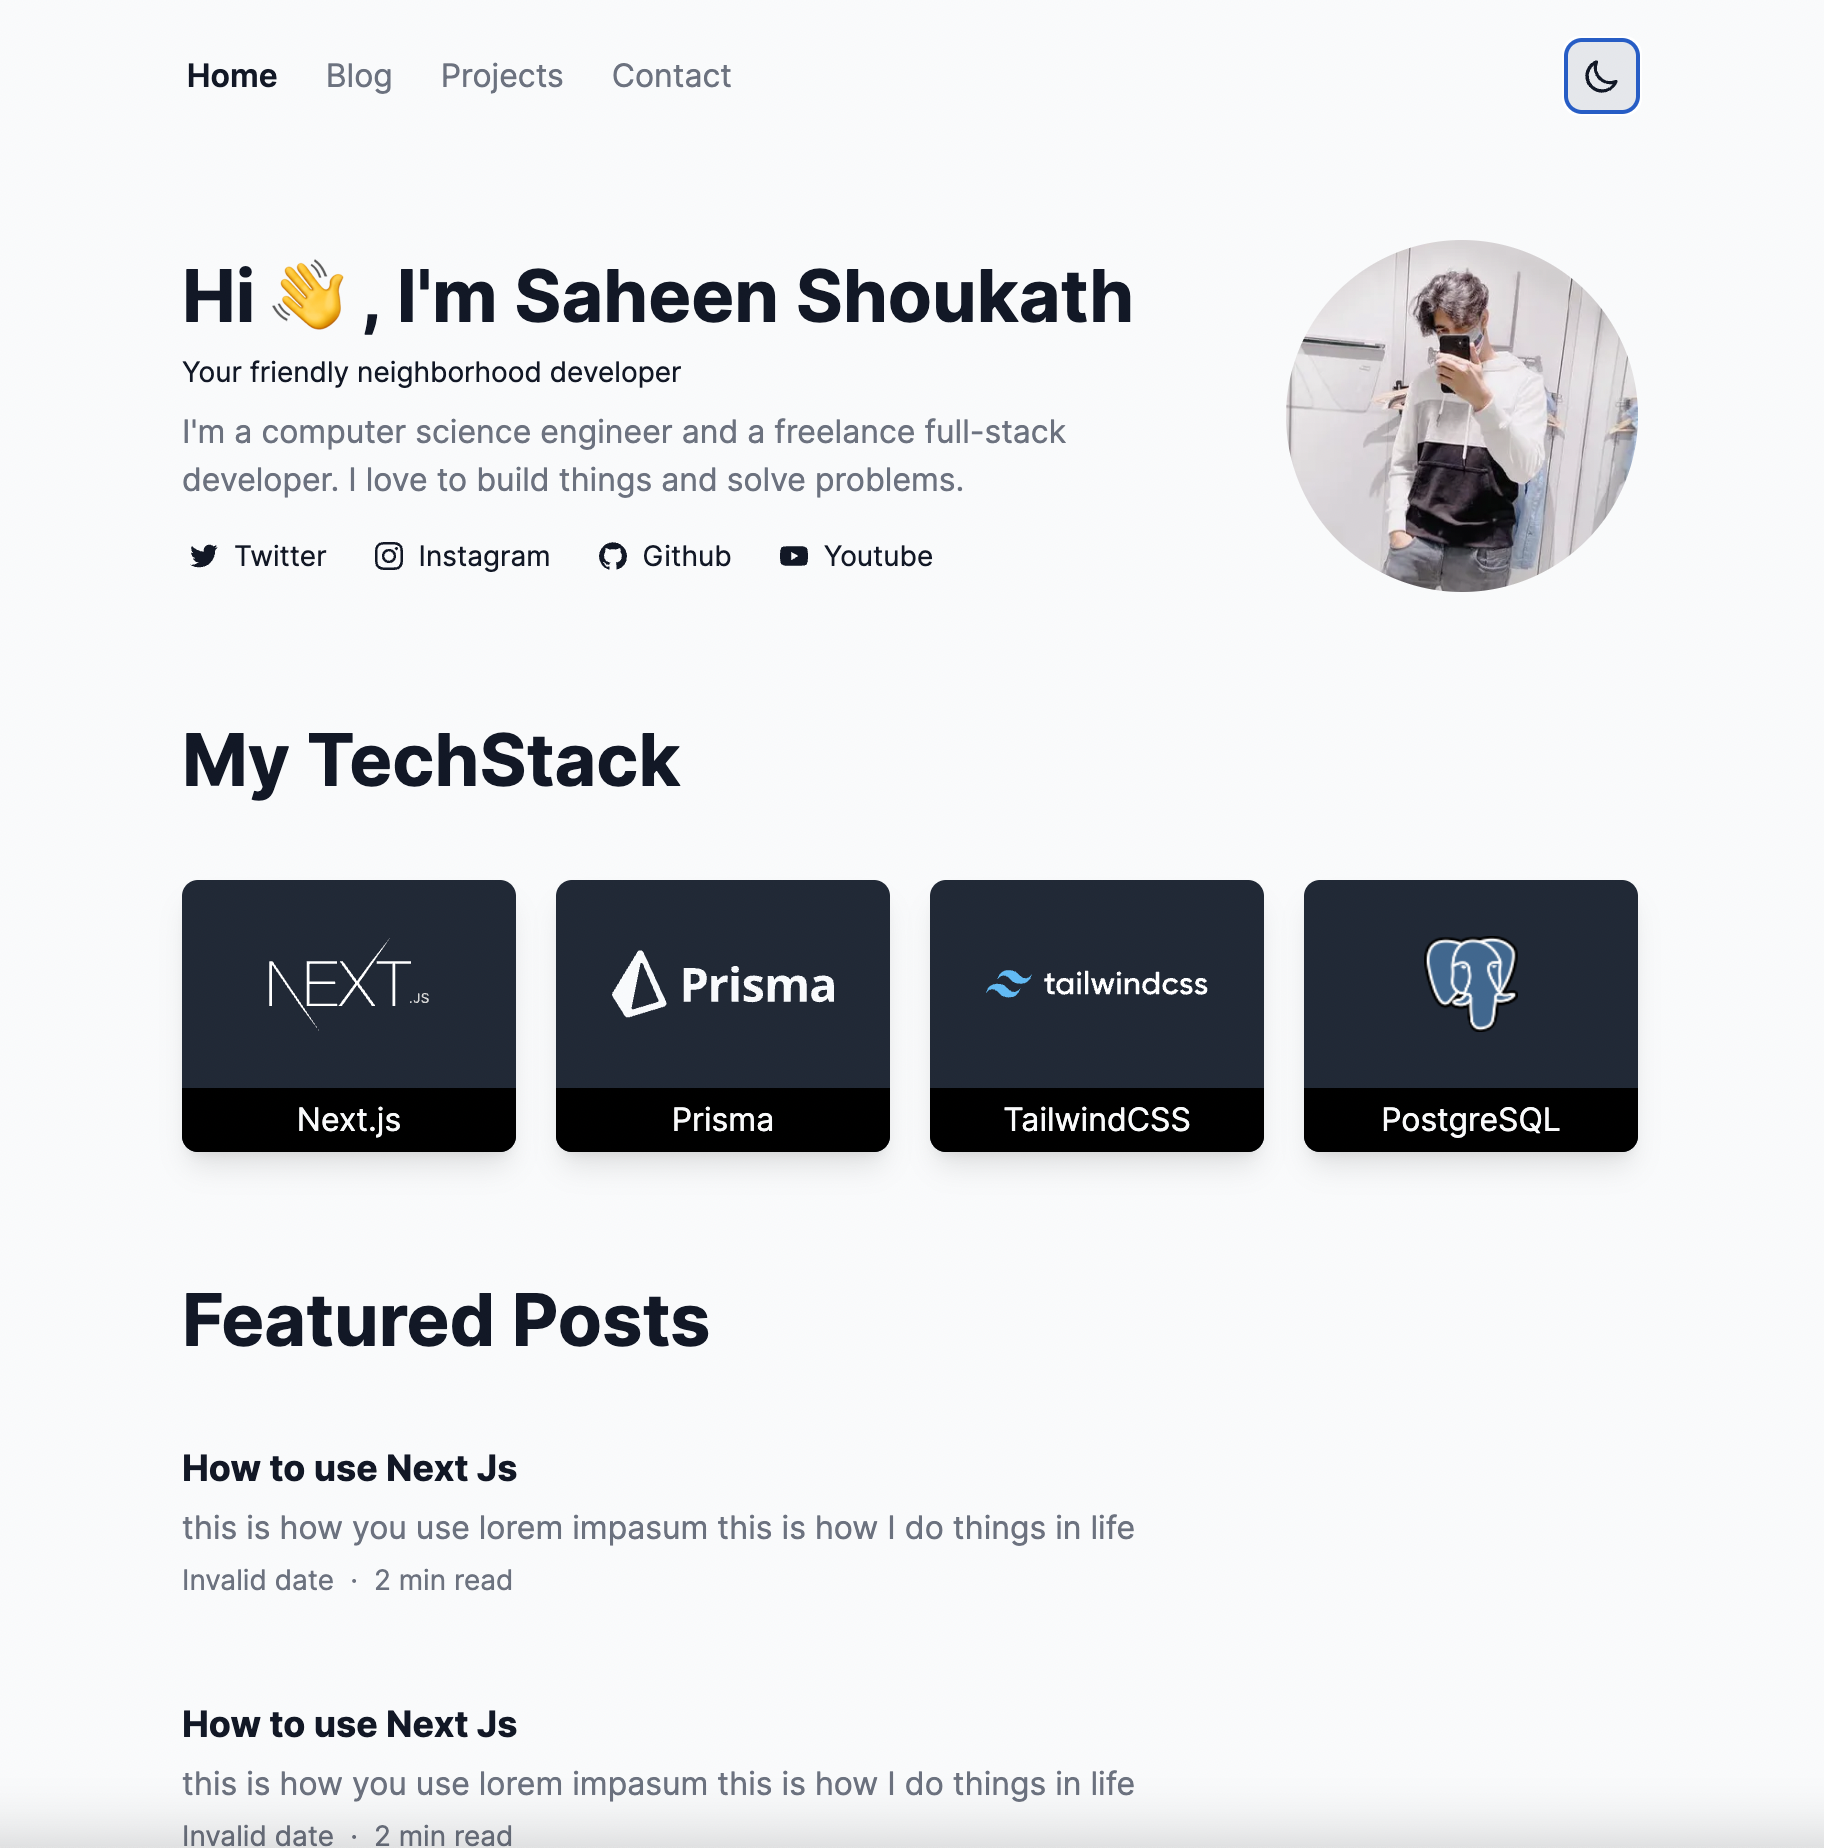 Home Blog Projects Contact
Hi 👋 , I'm Saheen Shoukath
Your friendly neighborhood developer
I'm a computer science engineer and a freelance full-stack
developer. I love to build things and solve problems.
Twitter Instagram Github Youtube
My TechStack
NEXT.JS Prisma tailwindcss
Next.js Prisma TailwindCSS PostgreSQL
Featured Posts
How to use Next Js
this is how you use lorem impasum this is how I do things in life
Invalid date · 2 min read
How to use Next Js
this is how you use lorem impasum this is how I do things in life
Invalid date · 2 min read